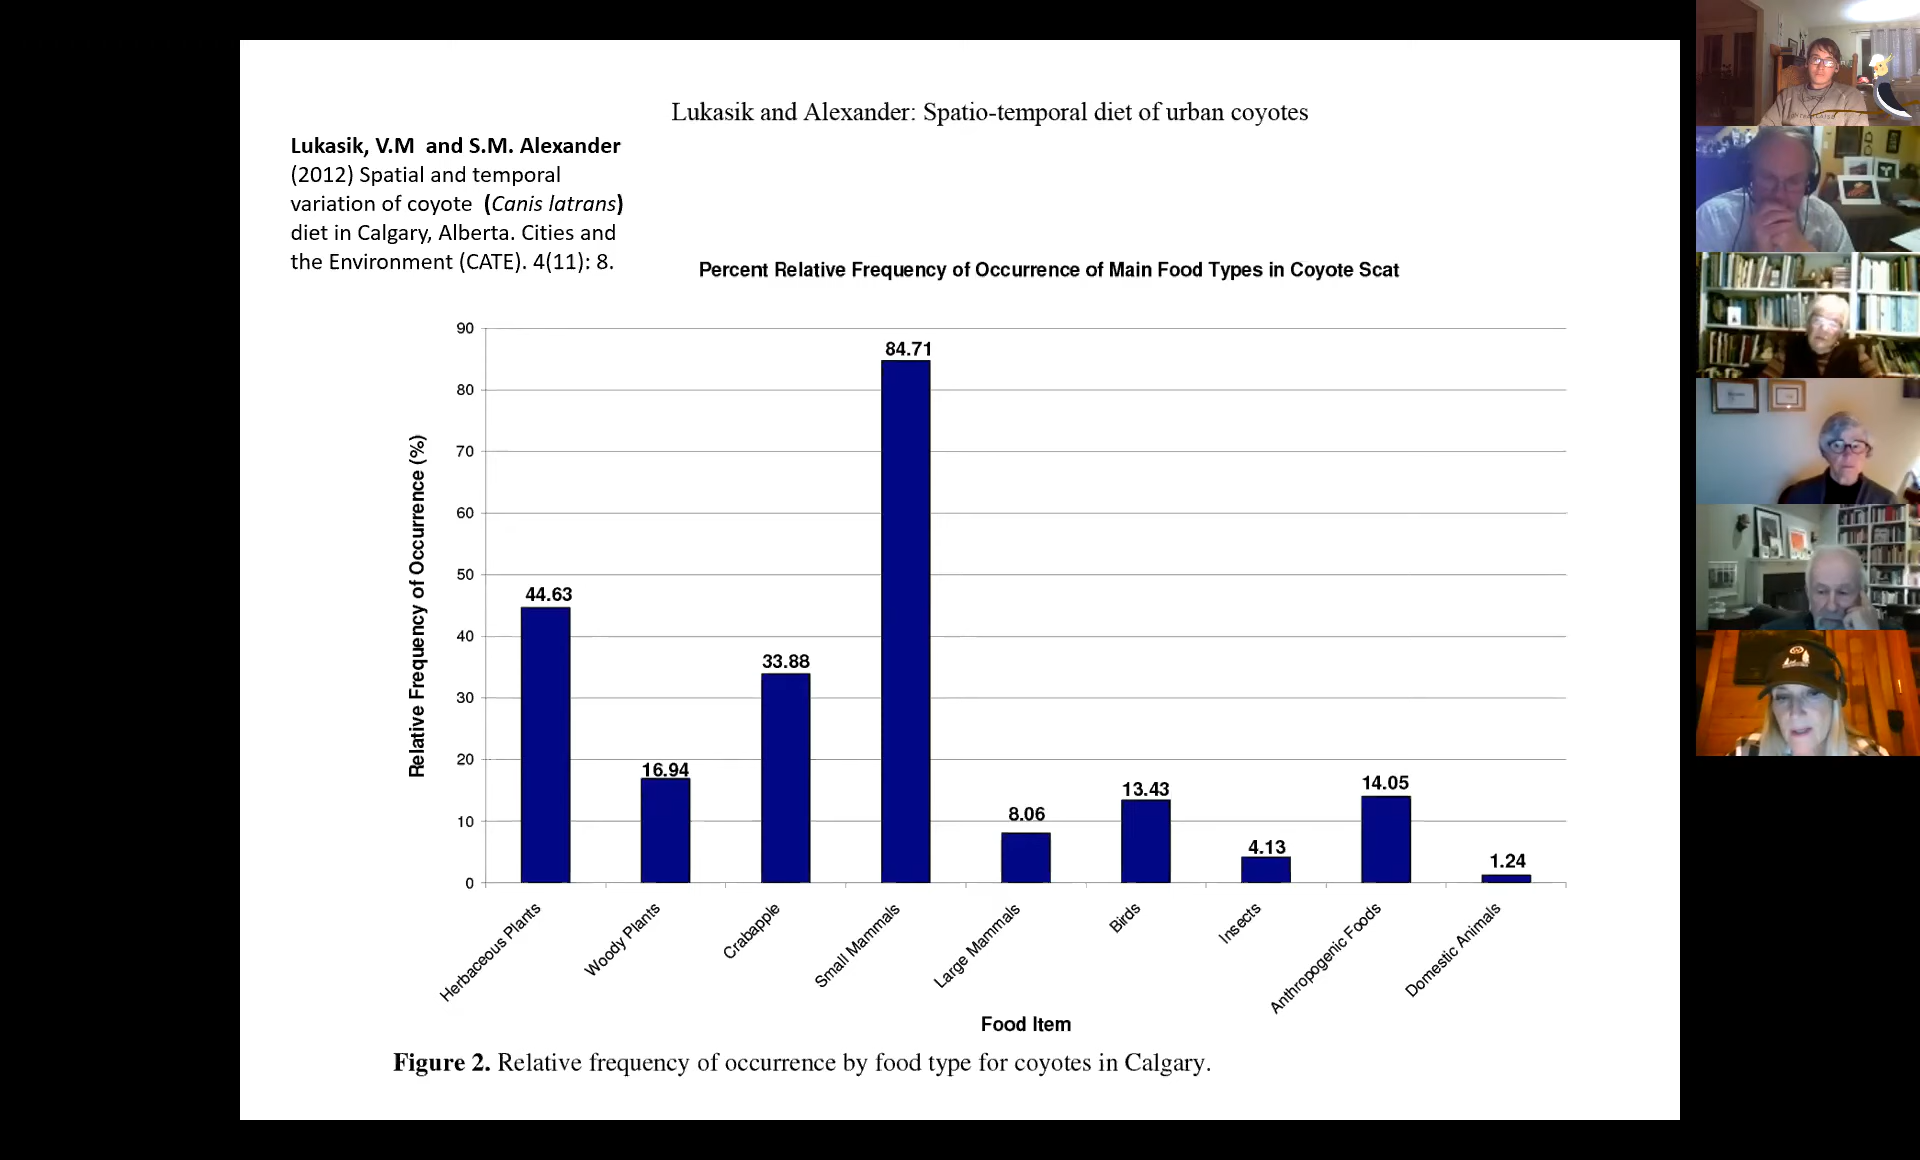 Lukasik and Alexander: Spatio-temporal diet of urban coyotes
Lukasik, V.M and S.M. Alexander
(2012) Spatial and temporal
variation of coyote (Canis latrans)
diet in Calgary, Alberta. Cities and
the Environment (CATE). 4(11): 8.
Percent Relative Frequency of Occurrence of Main Food Types in Coyote Scat
Relative Frequency of Occurrence (%)
90
80
70
60
50
40
30
20
10
0
44.63
16.94
33.88
84.71
8.06
13.43
4.13
14.05
1.24
Herbaceous Plants
Woody Plants
Crabapple
Small Mammals
Large Mammals
Birds
Insects
Anthropogenic Foods
Domestic Animals
Food Item
Figure 2. Relative frequency of occurrence by food type for coyotes in Calgary.